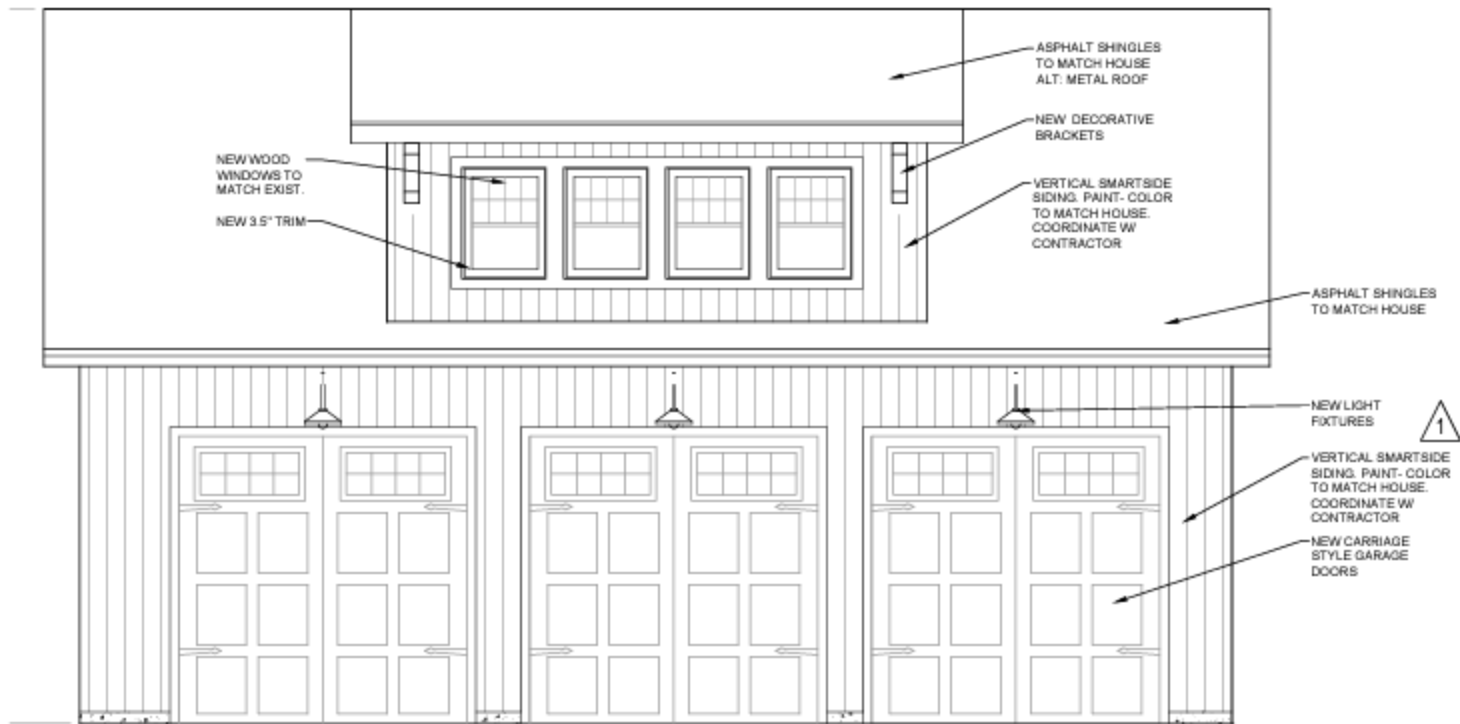 ASPHALT SHINGLES
TO MATCH HOUSE
ALT: METAL ROOF
NEW DECORATIVE
BRACKETS
NEW WOOD
WINDOWS TO
MATCH EXIST.
NEW 3.5" TRIM
VERTICAL SMARTSIDE
SIDING. PAINT- COLOR
TO MATCH HOUSE.
COORDINATE W/
CONTRACTOR
ASPHALT SHINGLES
TO MATCH HOUSE
NEW LIGHT
FIXTURES
1
VERTICAL SMARTSIDE
SIDING. PAINT- COLOR
TO MATCH HOUSE.
COORDINATE W/
CONTRACTOR
NEW CARRIAGE
STYLE GARAGE
DOORS